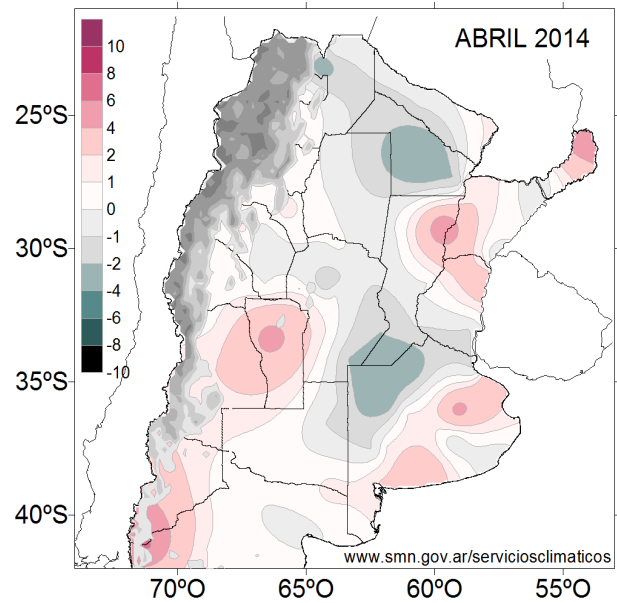 ABRIL 2014
10
8
6
4
2
1
0
-1
-2
-4
-6
-8
-10
25ºS
30ºS
35ºS
40ºS
www.smn.gov.ar/serviciosclimaticos
70ºO 65ºO 60ºO 55ºO